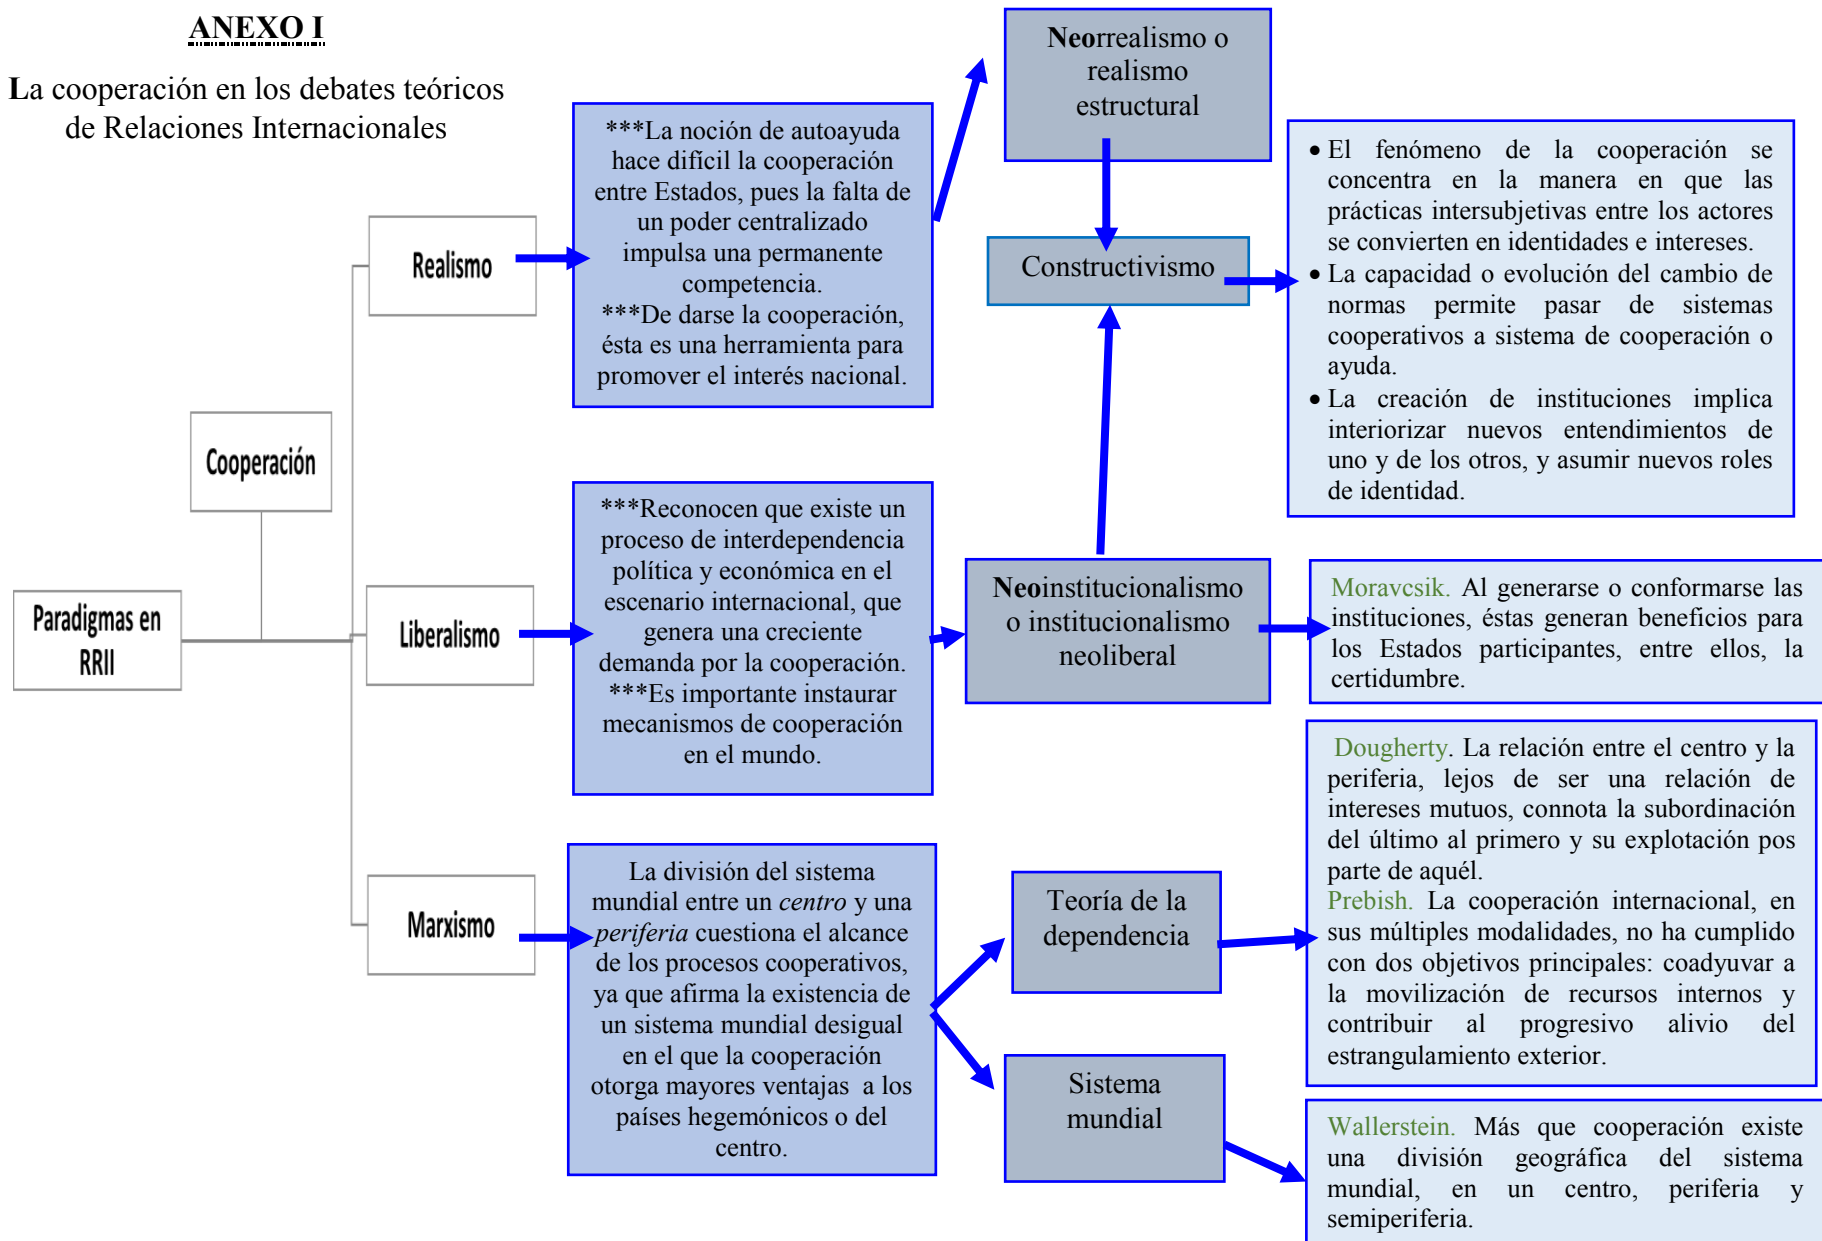 ANEXO I
La cooperación en los debates teóricos
de Relaciones Internacionales
Paradigmas en
RRII
Cooperación
Realismo
***La noción de autoayuda
hace difícil la cooperación
entre Estados, pues la falta de
un poder centralizado
impulsa una permanente
competencia.
***De darse la cooperación,
ésta es una herramienta para
promover el interés nacional.
Neorrealismo o
realismo
estructural
Constructivismo
• El fenómeno de la cooperación se
concentra en la manera en que las
prácticas intersubjetivas entre los actores
se convierten en identidades e intereses.
• La capacidad o evolución del cambio de
normas permite pasar de sistemas
cooperativos a sistema de cooperación o
ayuda.
• La creación de instituciones implica
interiorizar nuevos entendimientos de
uno y de los otros, y asumir nuevos roles
de identidad.
Liberalismo
***Reconocen que existe un
proceso de interdependencia
política y económica en el
escenario internacional, que
genera una creciente
demanda por la cooperación.
***Es importante instaurar
mecanismos de cooperación
en el mundo.
Neoinstitucionalismo
o institucionalismo
neoliberal
Moravcsik. Al generarse o conformarse las
instituciones, éstas generan beneficios para
los Estados participantes, entre ellos, la
certidumbre.
Marxismo
La división del sistema
mundial entre un centro y una
periferia cuestiona el alcance
de los procesos cooperativos,
ya que afirma la existencia de
un sistema mundial desigual
en el que la cooperación
otorga mayores ventajas a los
países hegemónicos o del
centro.
Teoría de la
dependencia
Dougherty. La relación entre el centro y la
periferia, lejos de ser una relación de
intereses mutuos, connota la subordinación
del último al primero y su explotación pos
parte de aquél.
Prebish. La cooperación internacional, en
sus múltiples modalidades, no ha cumplido
con dos objetivos principales: coadyuvar a
la movilización de recursos internos y
contribuir al progresivo alivio del
estrangulamiento exterior.
Sistema
mundial
Wallerstein. Más que cooperación existe
una división geográfica del sistema
mundial, en un centro, periferia y
semiperiferia.